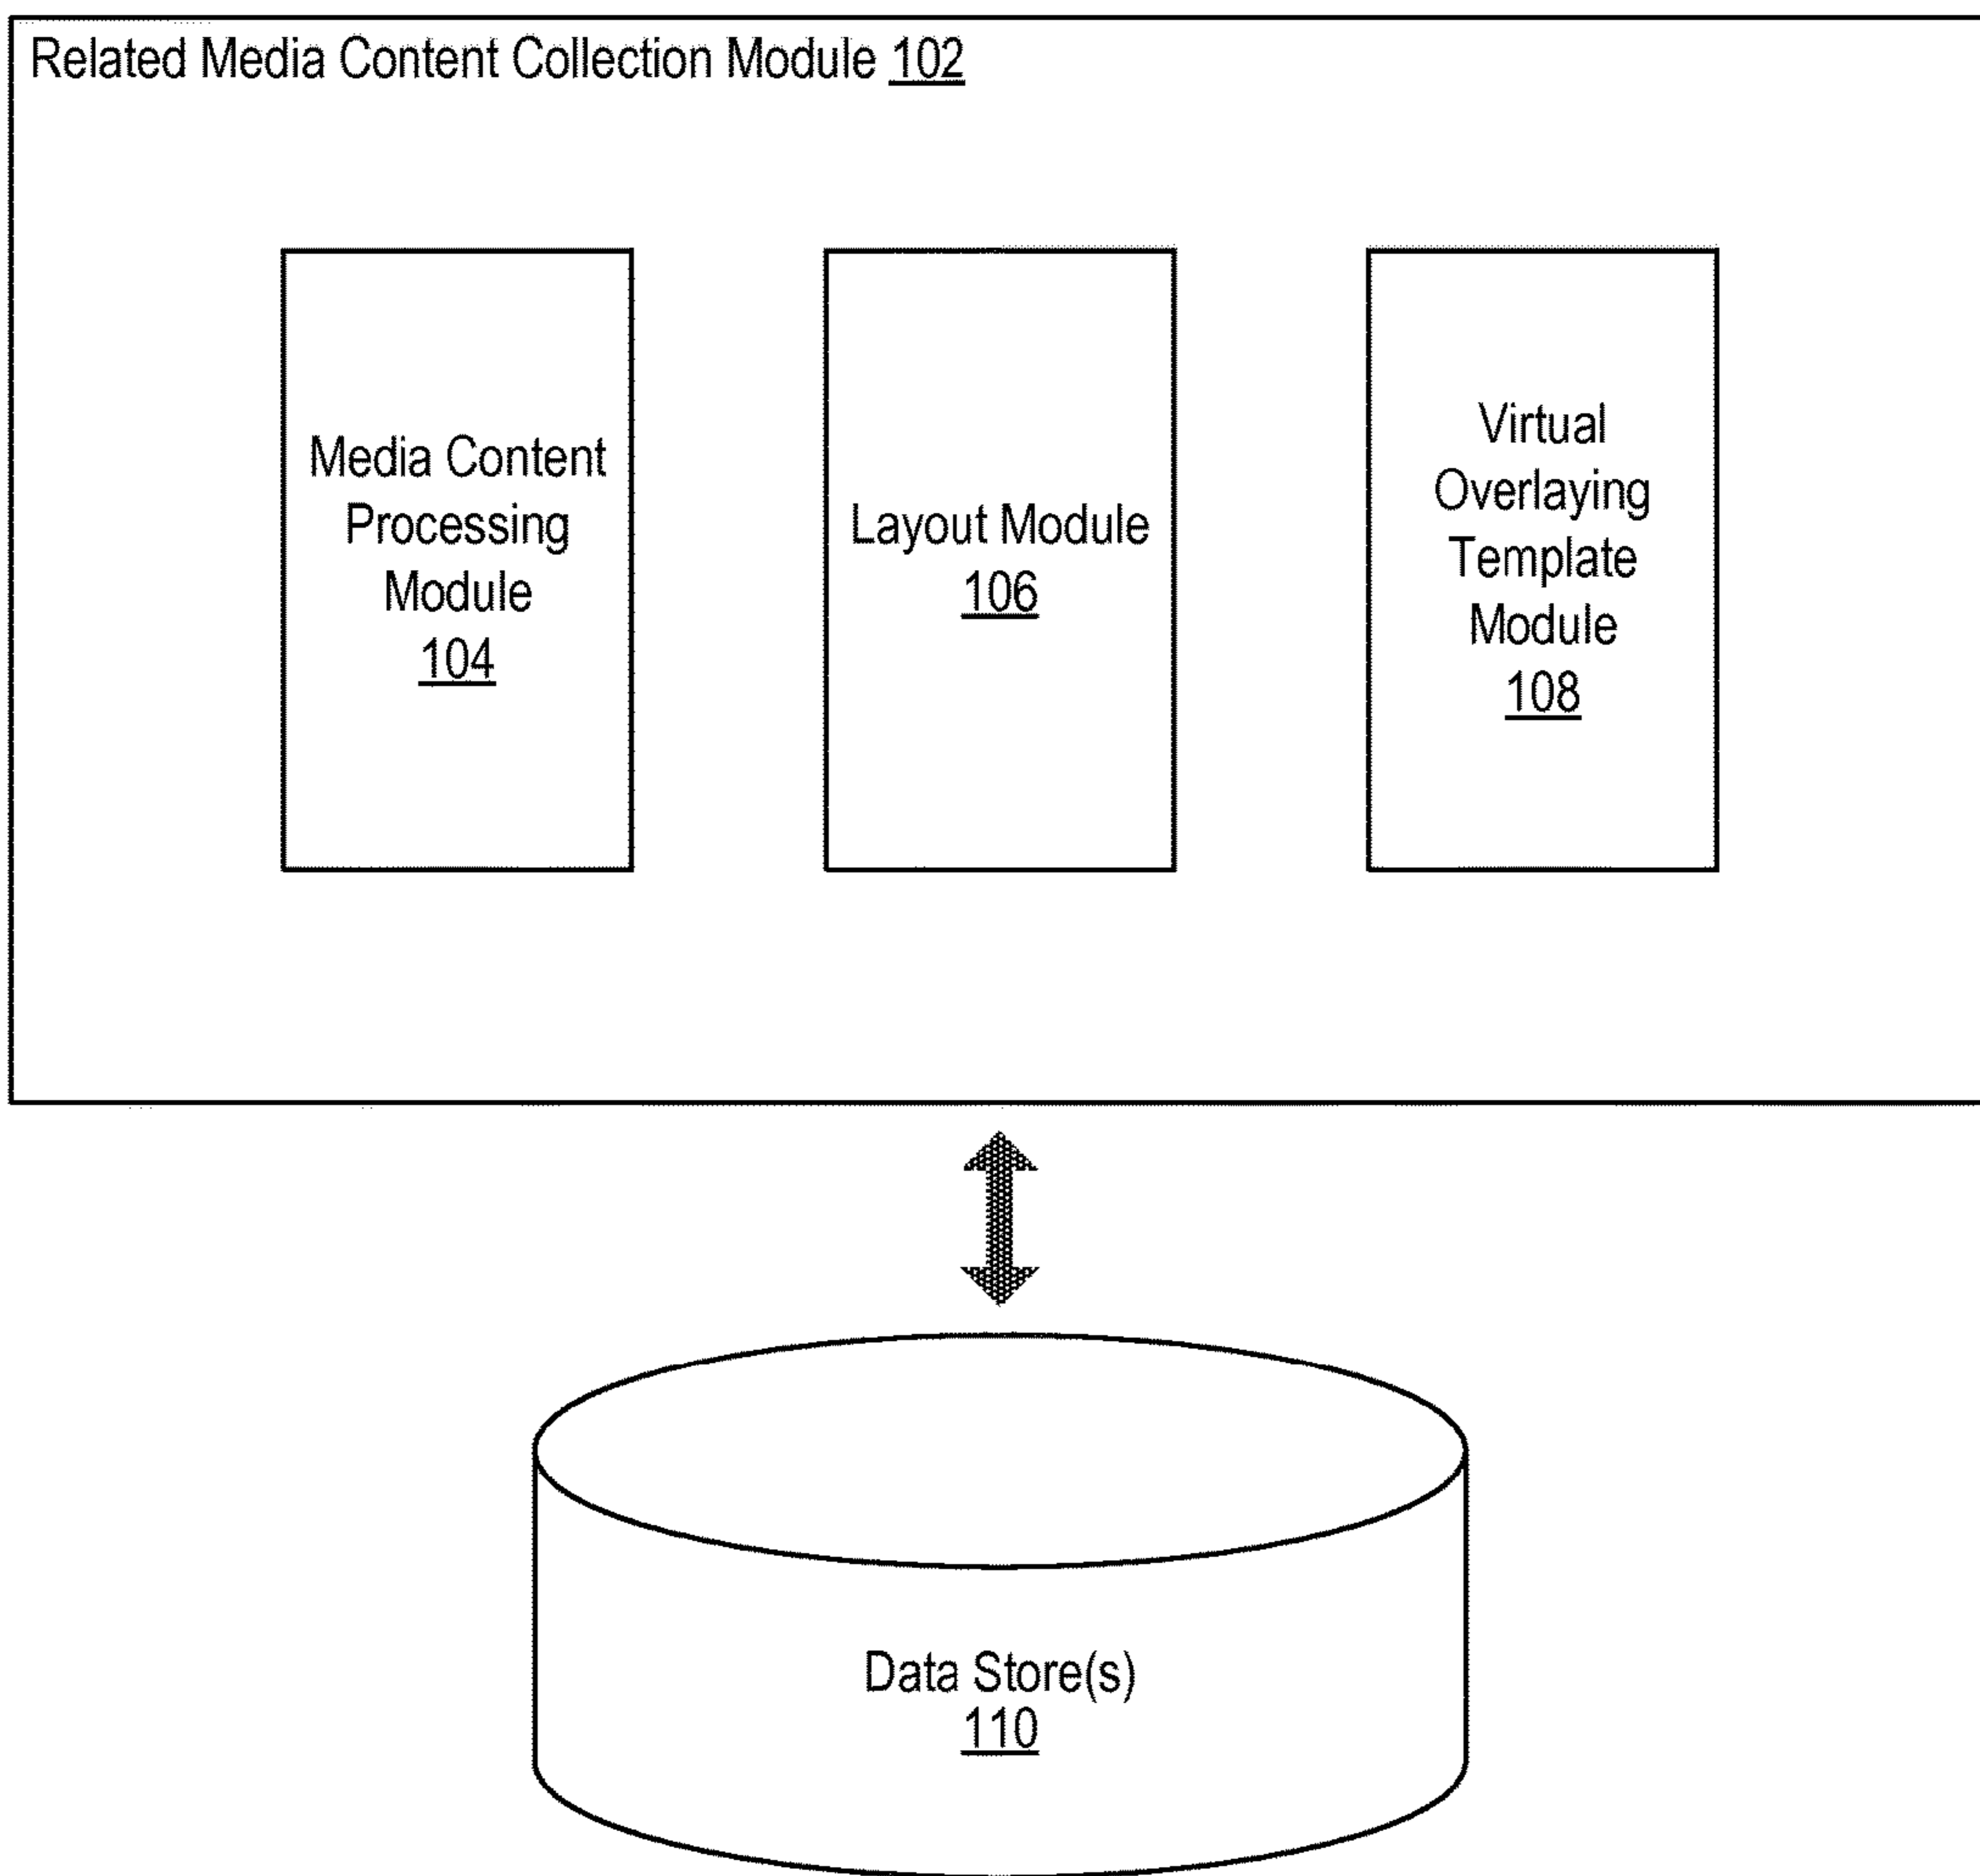 Related Media Content Collection Module 102
Media Content
Processing
Module
104
Layout Module
106
Virtual
Overlaying
Template
Module
108
Data Store(s)
110